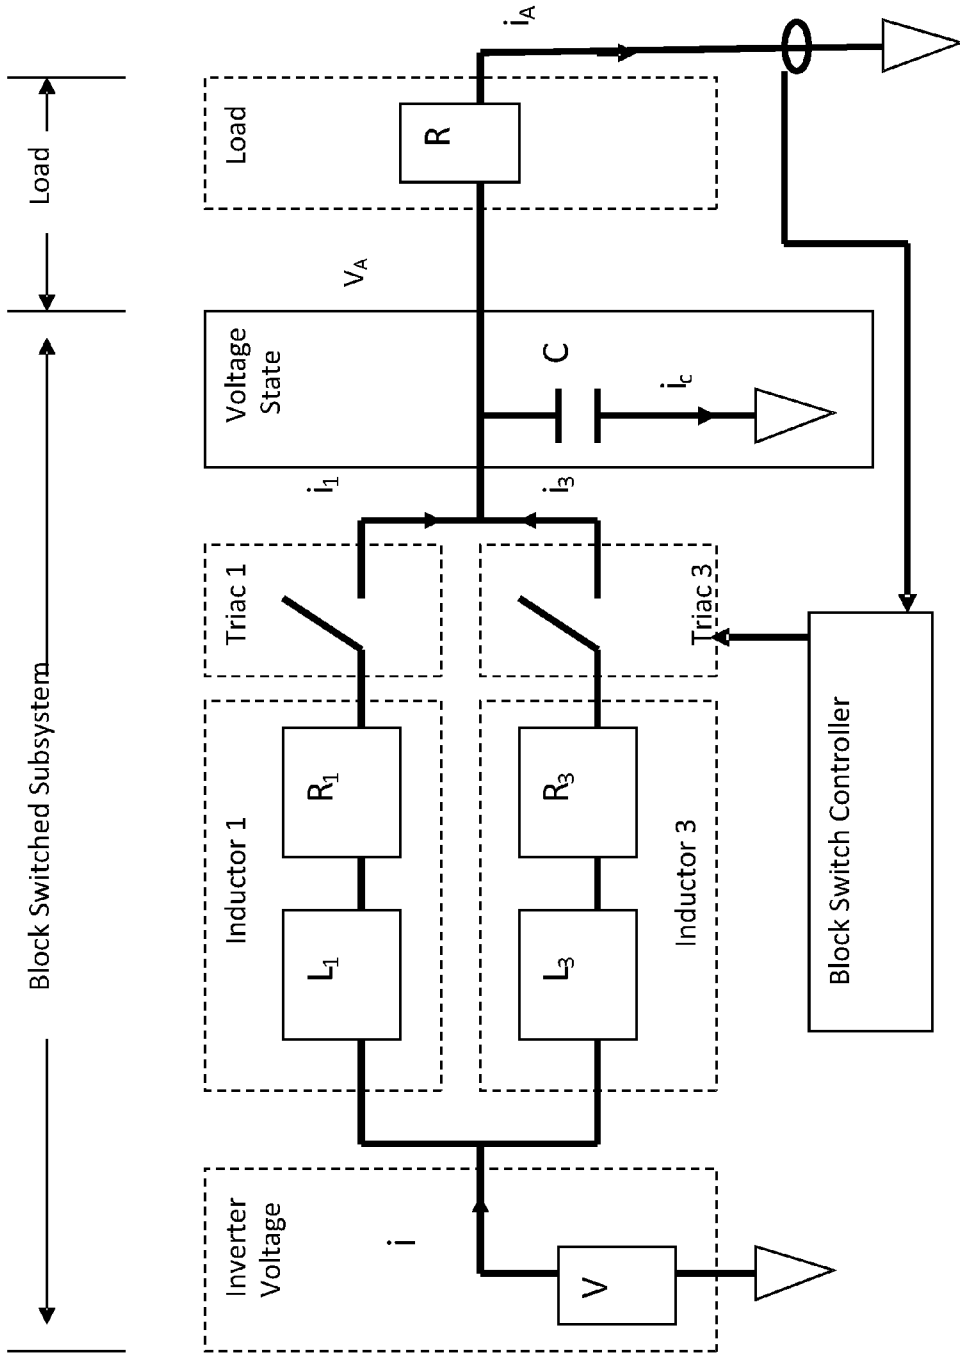 Block Switched Subsystem
Load
Inverter
Voltage
i
V
Inductor 1
L1
R1
Triac 1
i1
Inductor 3
L3
R3
Triac 3
i3
Voltage
State
C
iC
VA
Load
R
iA
Block Switch Controller